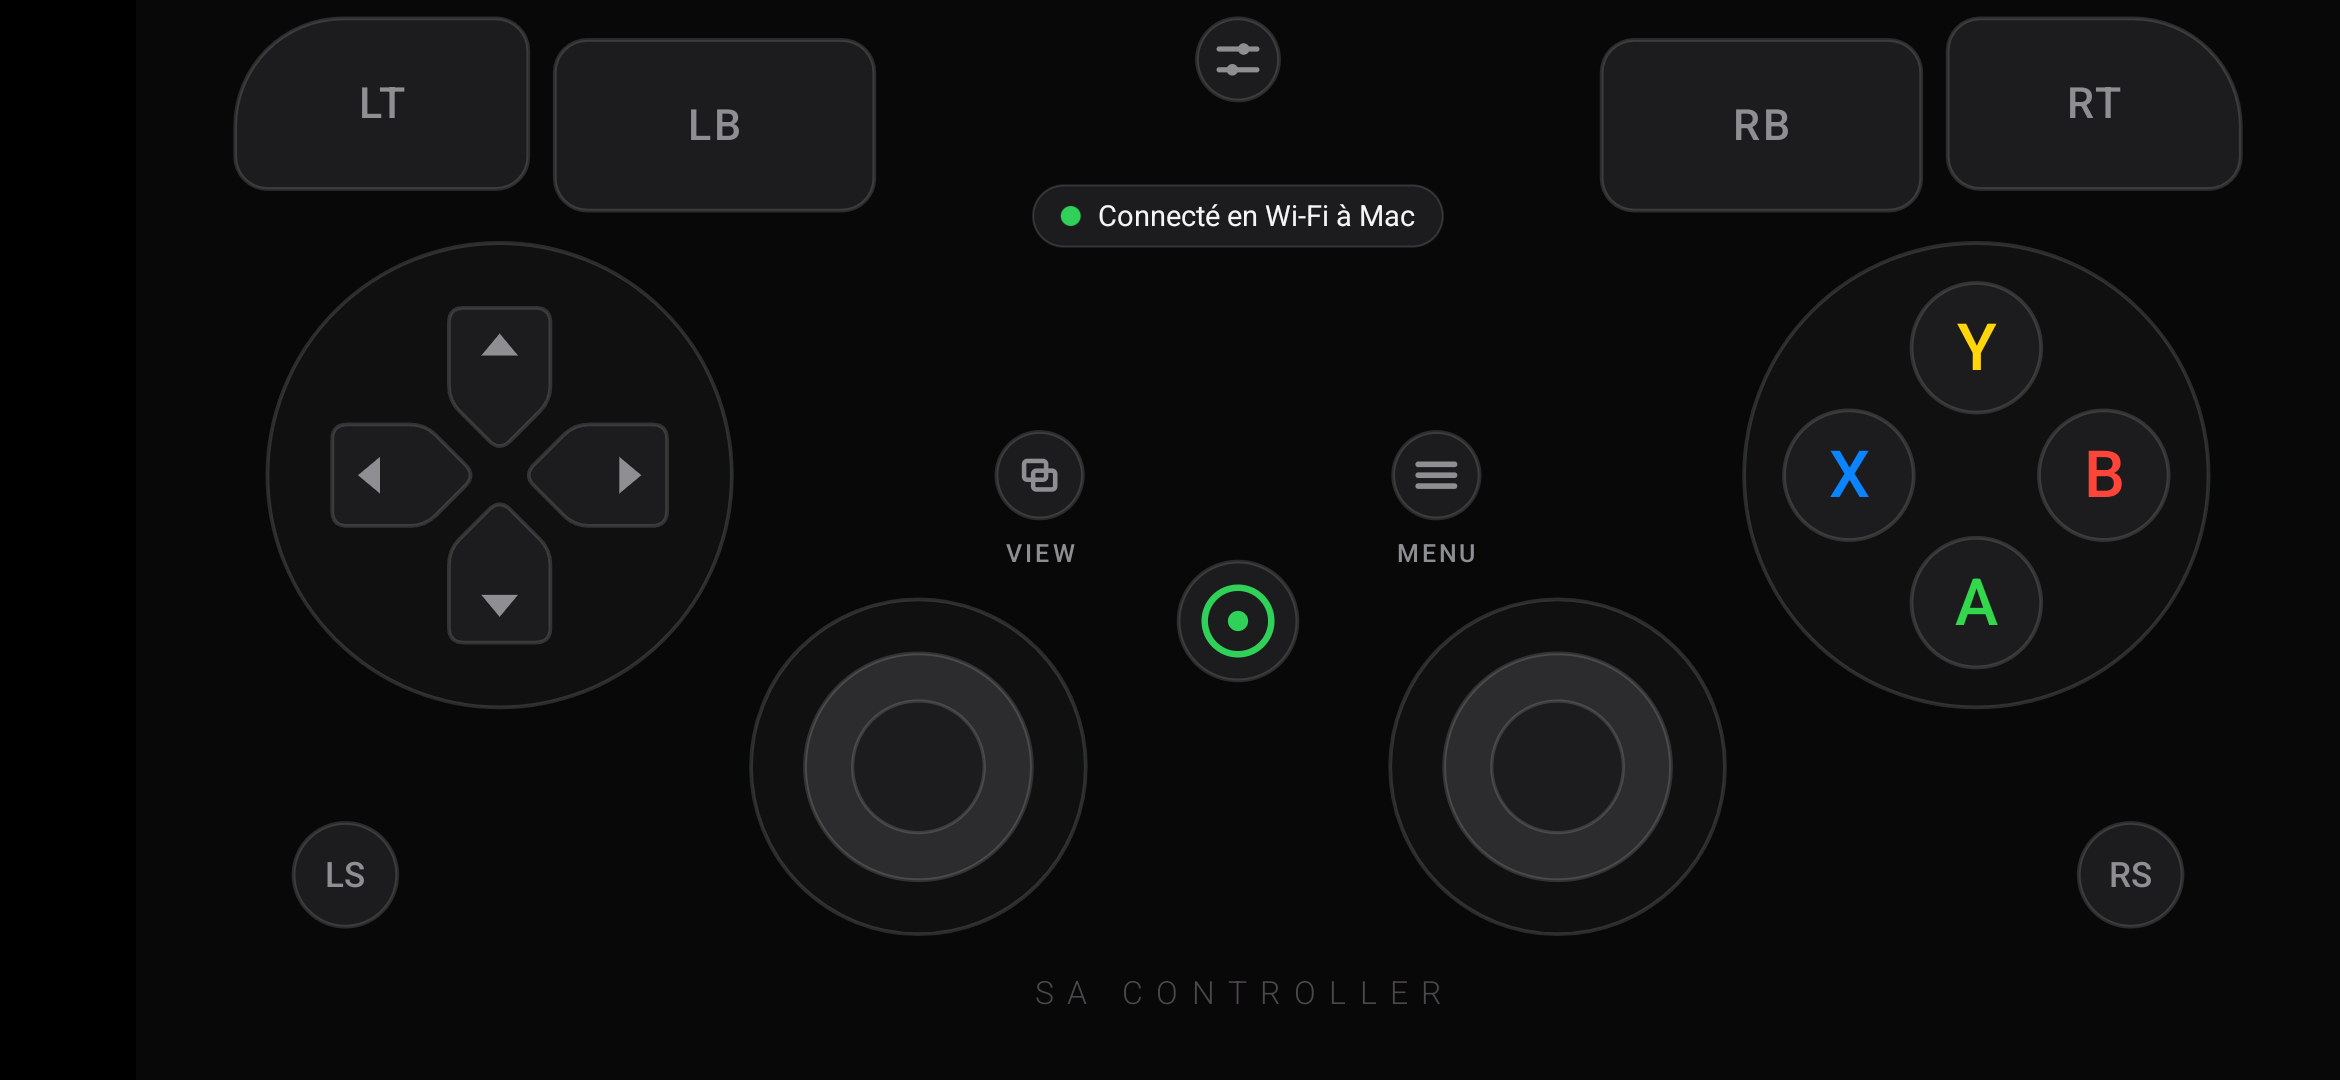 LT
LB
RB
RT
Connecté en Wi-Fi à Mac
Y
X
B
A
VIEW
MENU
LS
RS
SA CONTROLLER